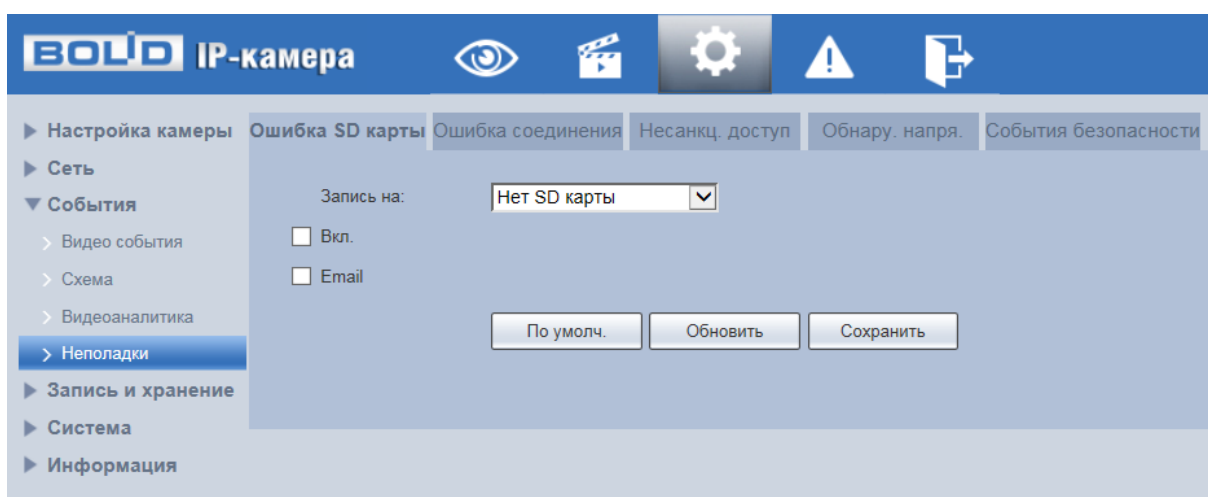 BOLID IP-камера
Настройка камеры
Сеть
События
Видео события
Схема
Видеоаналитика
Неполадки
Запись и хранение
Система
Информация
Ошибка SD карты Ошибка соединения Несанкц. доступ Обнару. напря. События безопасности
Запись на: Нет SD карты
Вкл.
Email
По умолч. Обновить Сохранить